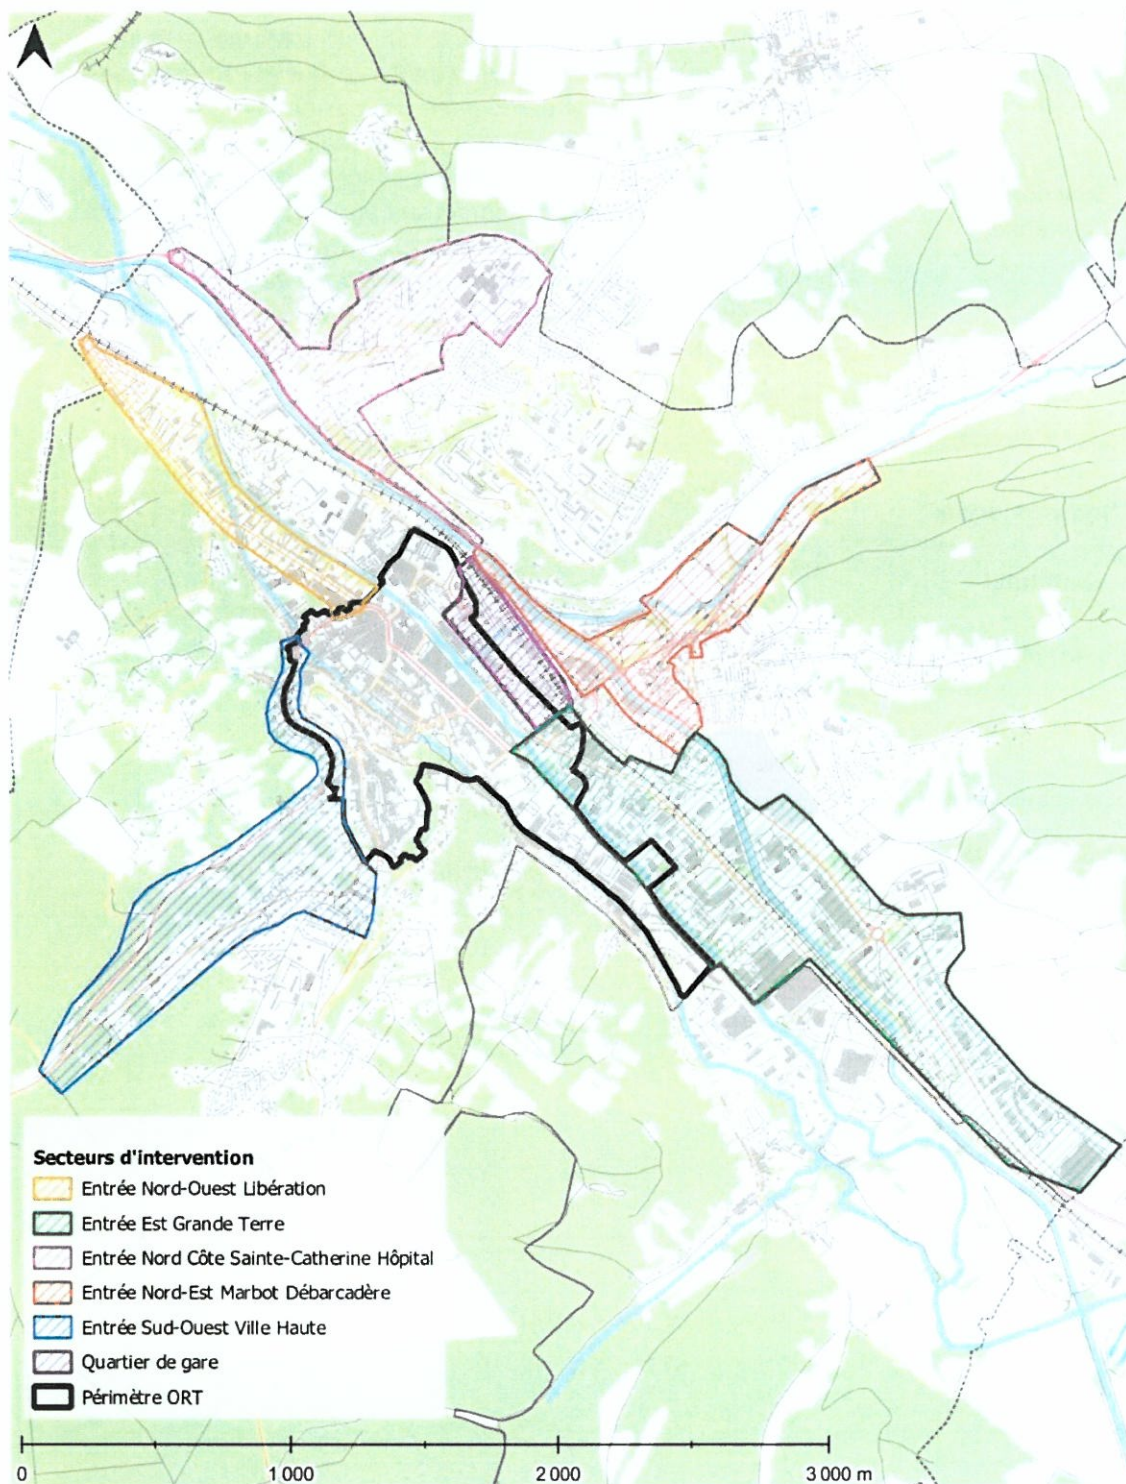 Secteurs d'intervention
Entrée Nord-Ouest Libération
Entrée Est Grande Terre
Entrée Nord Côte Sainte-Catherine Hôpital
Entrée Nord-Est Marbot Débarcadère
Entrée Sud-Ouest Ville Haute
Quartier de gare
Périmètre ORT
0 1 000 2 000 3 000 m